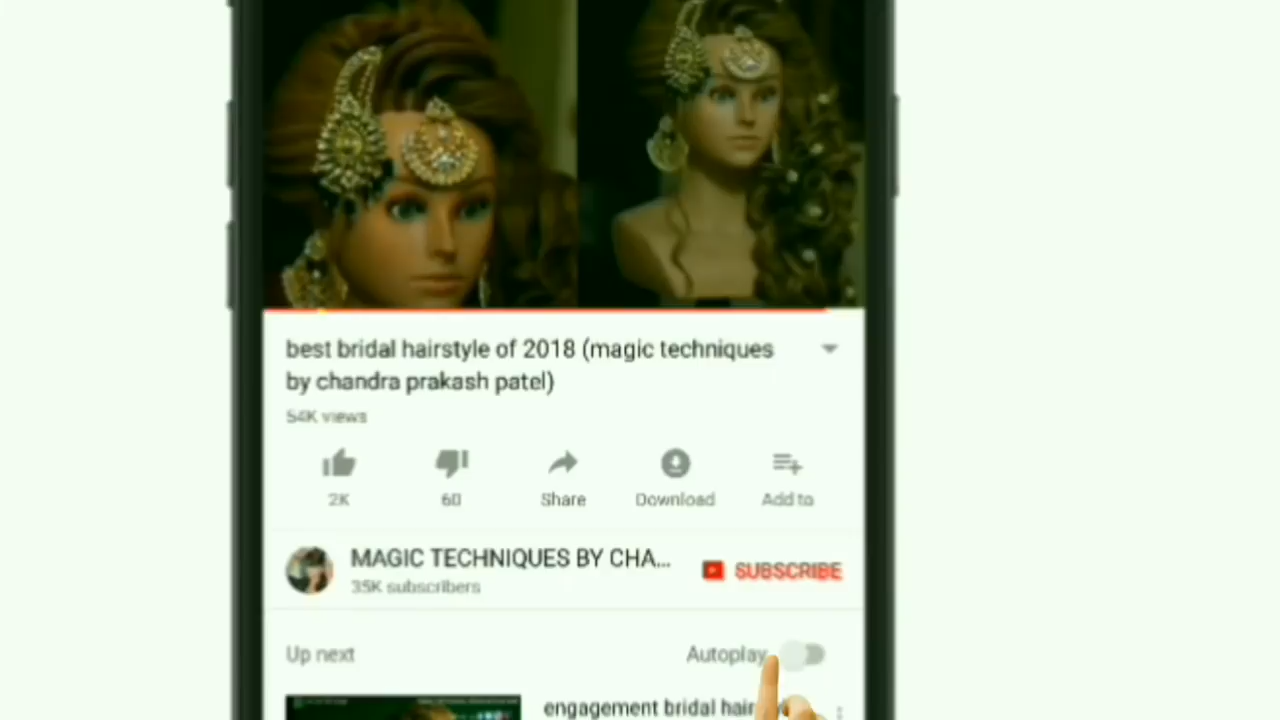 best bridal hairstyle of 2018 (magic techniques
by chandra prakash patel)
54K views
2K
60
Share
Download
Add to
MAGIC TECHNIQUES BY CHA...
35K subscribers
SUBSCRIBE
Up next
Autoplay
engagement bridal